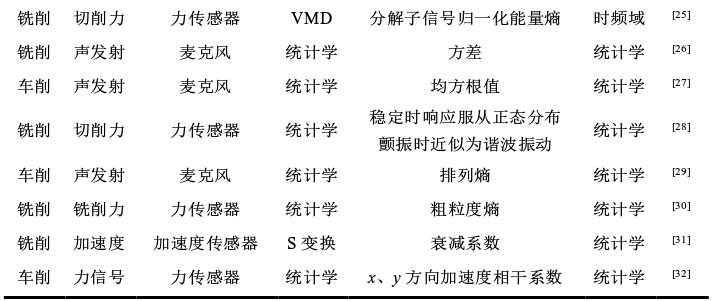 铣削 切削力 力传感器 VMD 分解子信号归一化能量熵 时频域 [25]
铣削 声发射 麦克风 统计学 方差 统计学 [26]
车削 声发射 麦克风 统计学 均方根值 统计学 [27]
铣削 切削力 力传感器 统计学 稳定时响应服从正态分布 统计学 [28]
颤振时近似为谐波振动
车削 声发射 麦克风 统计学 排列熵 统计学 [29]
铣削 铣削力 力传感器 统计学 粗粒度熵 统计学 [30]
铣削 加速度 加速度传感器 S 变换 衰减系数 统计学 [31]
车削 力信号 力传感器 统计学 x、y 方向加速度相干系数 统计学 [32]